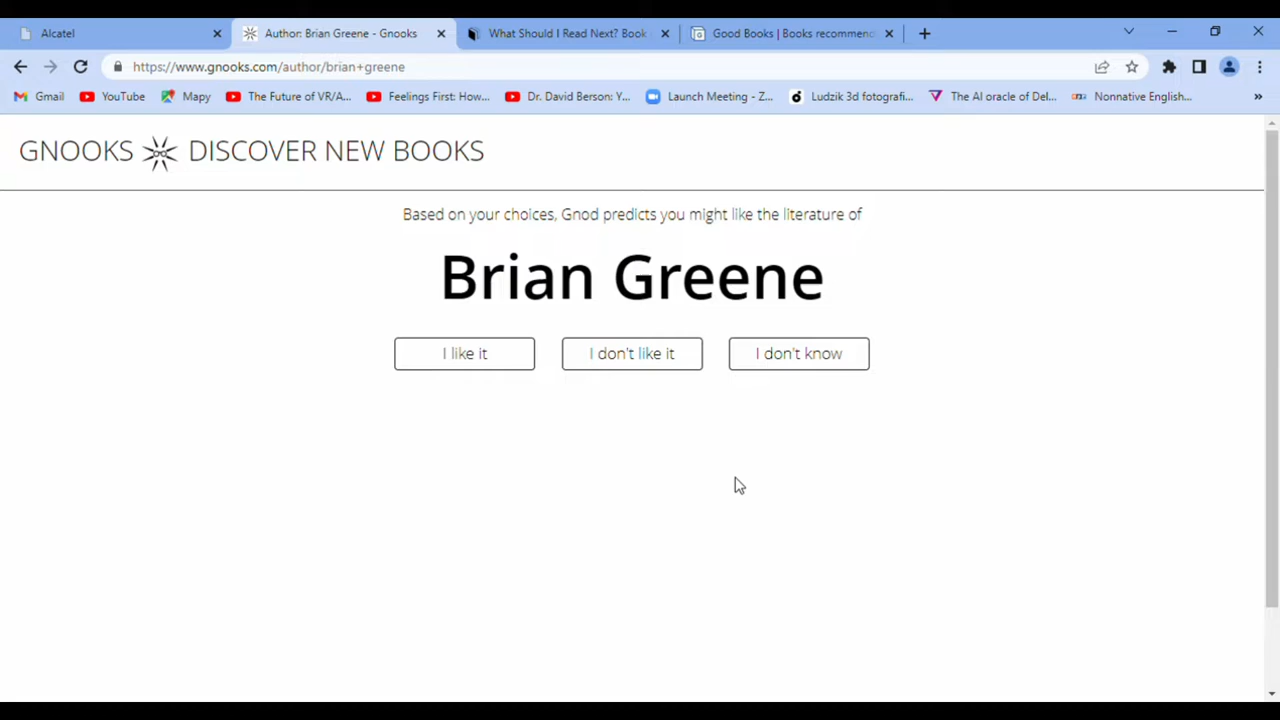 Alcatel
Author: Brian Greene - Gnooks
What Should I Read Next? Book
Good Books | Books recommend
https://www.gnooks.com/author/brian+greene
Gmail
YouTube
Mapy
The Future of VR/A...
Feelings First: How...
Dr. David Berson: Y...
Launch Meeting - Z...
Ludzik 3d fotografi...
The AI oracle of Del...
Nonnative English...
GNOOKS DISCOVER NEW BOOKS
Based on your choices, Gnod predicts you might like the literature of
Brian Greene
I like it
I don't like it
I don't know